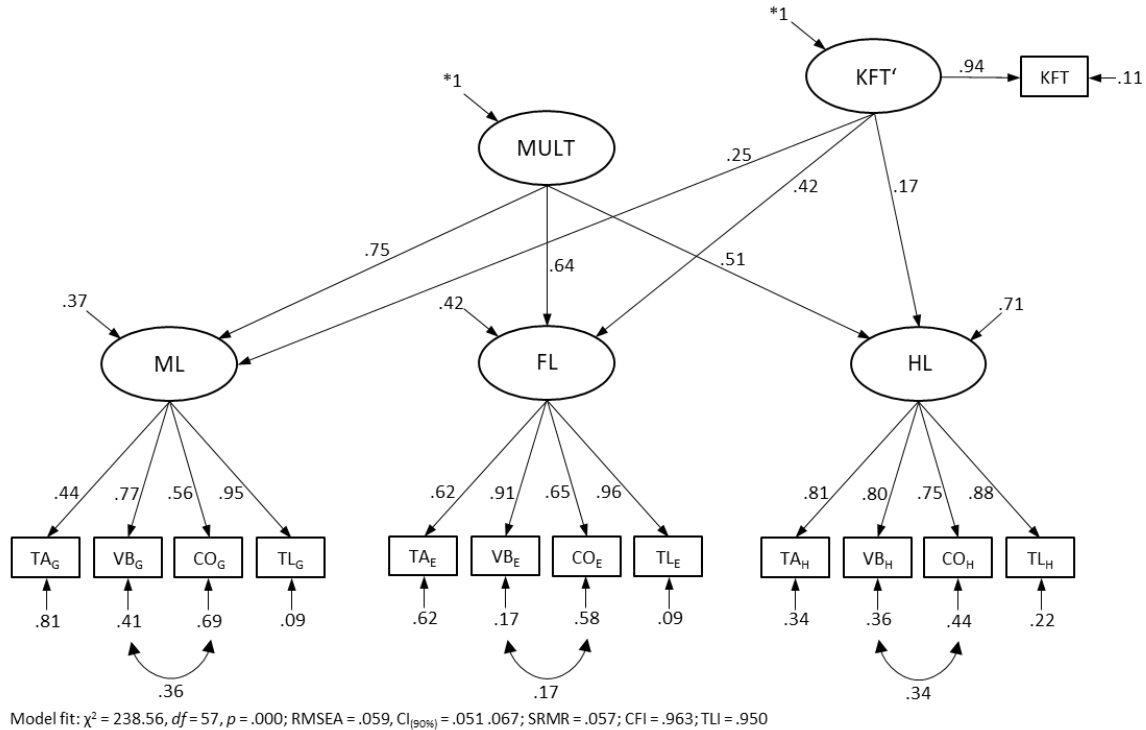 *1
KFT‘
.94
KFT
.11
*1
MULT
.25
.42
.17
.75
.64
.51
.37
.42
.71
ML
FL
HL
.44
.77
.56
.95
.62
.91
.65
.96
.81
.80
.75
.88
TAG
VBG
COG
TLG
TAE
VBE
COE
TLE
TAH
VBH
COH
TLH
.81
.41
.69
.09
.62
.17
.58
.09
.34
.36
.44
.22
.36
.17
.34
Model fit: χ² = 238.56, df = 57, p = .000; RMSEA = .059, CI(90%) = .051 .067; SRMR = .057; CFI = .963; TLI = .950